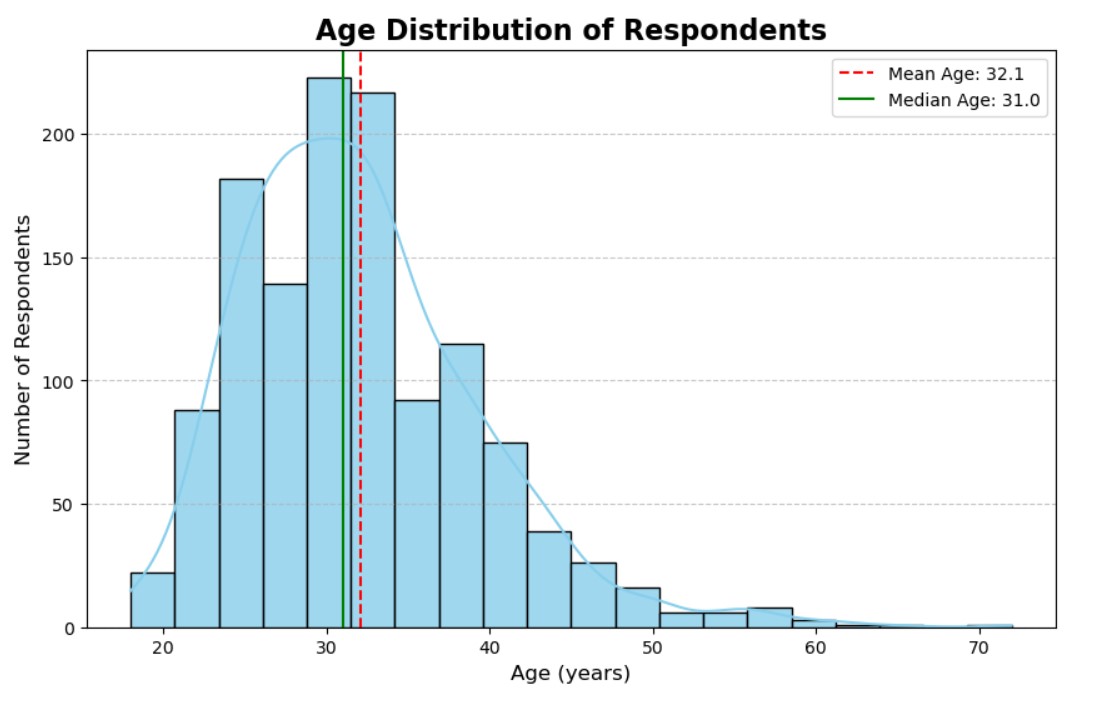 Age Distribution of Respondents
Mean Age: 32.1
Median Age: 31.0
Number of Respondents
200
150
100
50
0
20 30 40 50 60 70
Age (years)